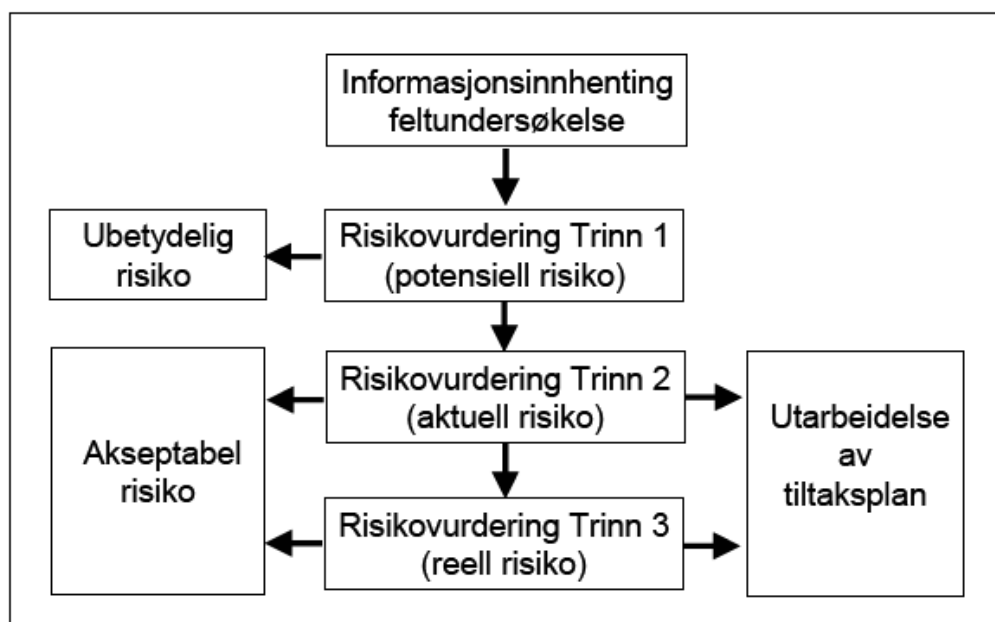 Informasjonsinnhenting
feltundersøkelse
Ubetydelig
risiko
Risikovurdering Trinn 1
(potensiell risiko)
Akseptabel
risiko
Risikovurdering Trinn 2
(aktuell risiko)
Utarbeidelse
av
tiltaksplan
Risikovurdering Trinn 3
(reell risiko)